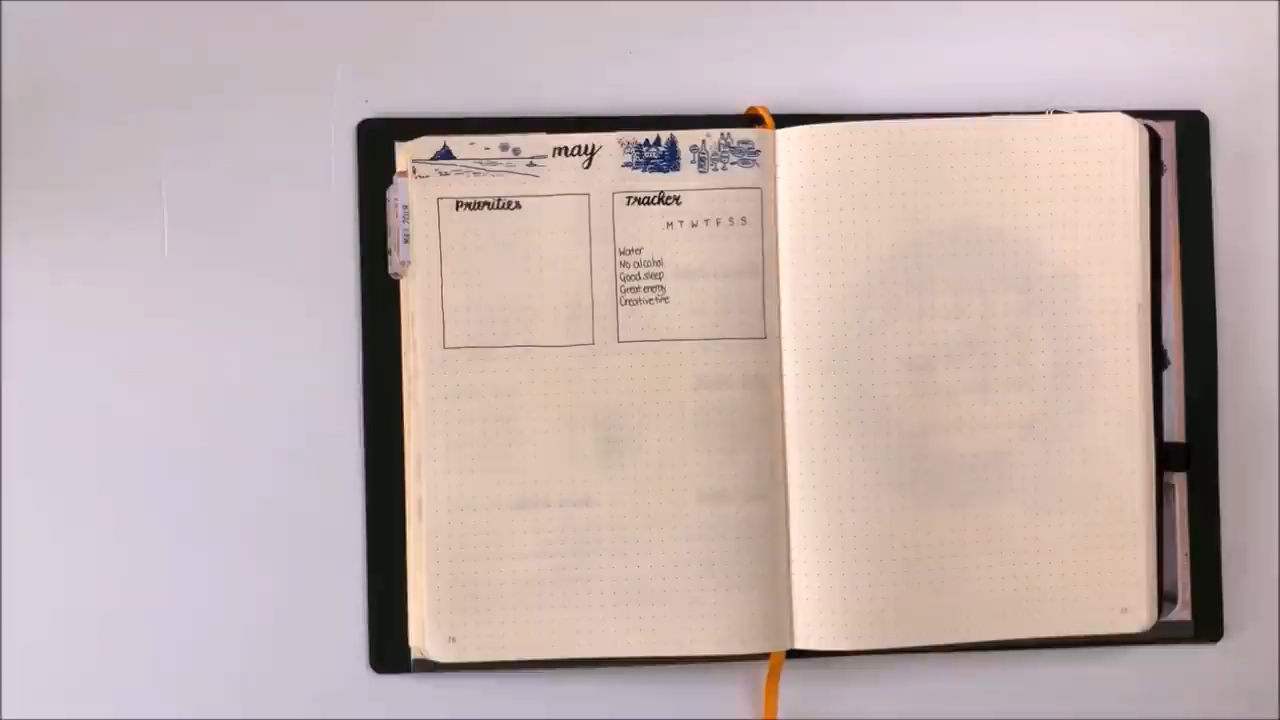 may
Priorities
Tracker
M T W T F S S
Water
No alcohol
Good sleep
Great energy
Creative time